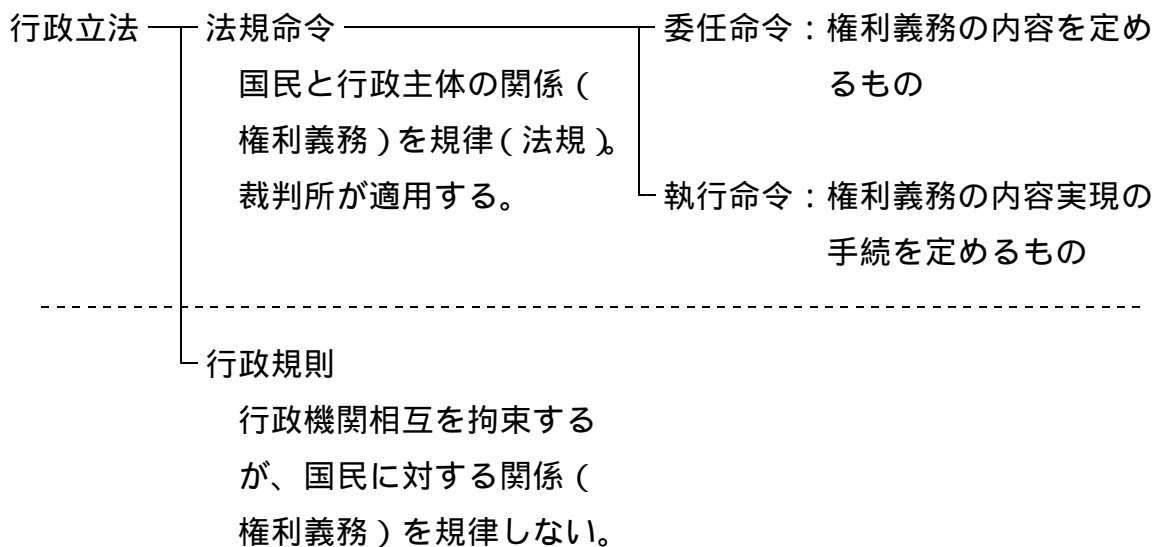 行政立法 法規命令 委任命令：権利義務の内容を定め
国民と行政主体の関係（ るもの
権利義務）を規律（法規）。
裁判所が適用する。 執行命令：権利義務の内容実現の
手続を定めるもの
行政規則
行政機関相互を拘束する
が、国民に対する関係（
権利義務）を規律しない。